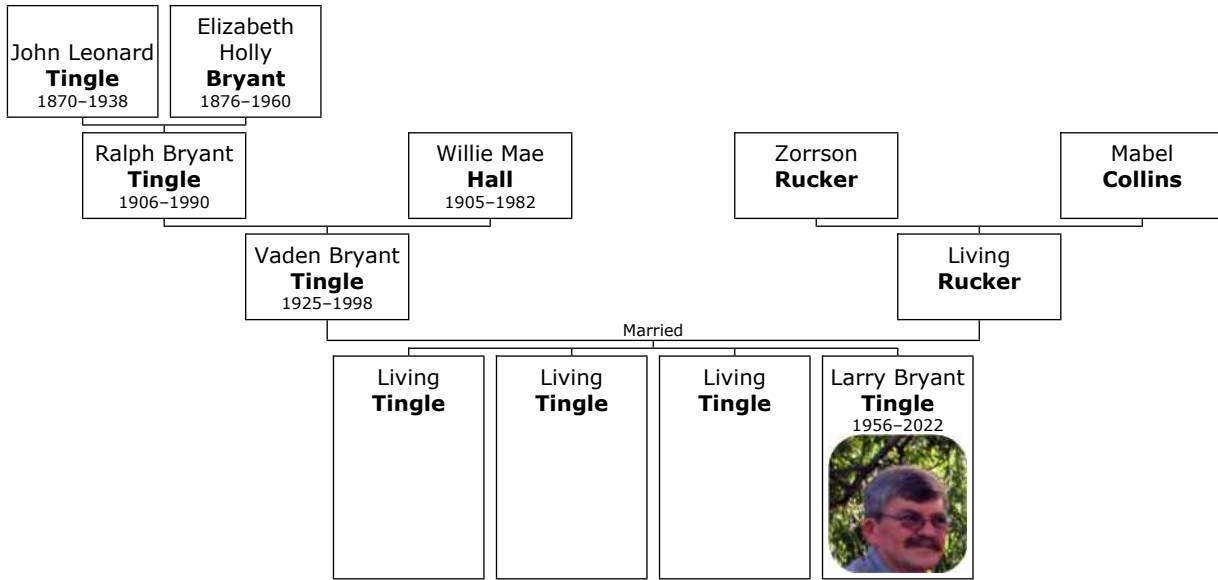 John Leonard
Tingle
1870–1938
Elizabeth
Holly
Bryant
1876–1960
Ralph Bryant
Tingle
1906–1990
Willie Mae
Hall
1905–1982
Zorrson
Rucker
Mabel
Collins
Vaden Bryant
Tingle
1925–1998
Living
Rucker
Married
Living
Tingle
Living
Tingle
Living
Tingle
Larry Bryant
Tingle
1956–2022